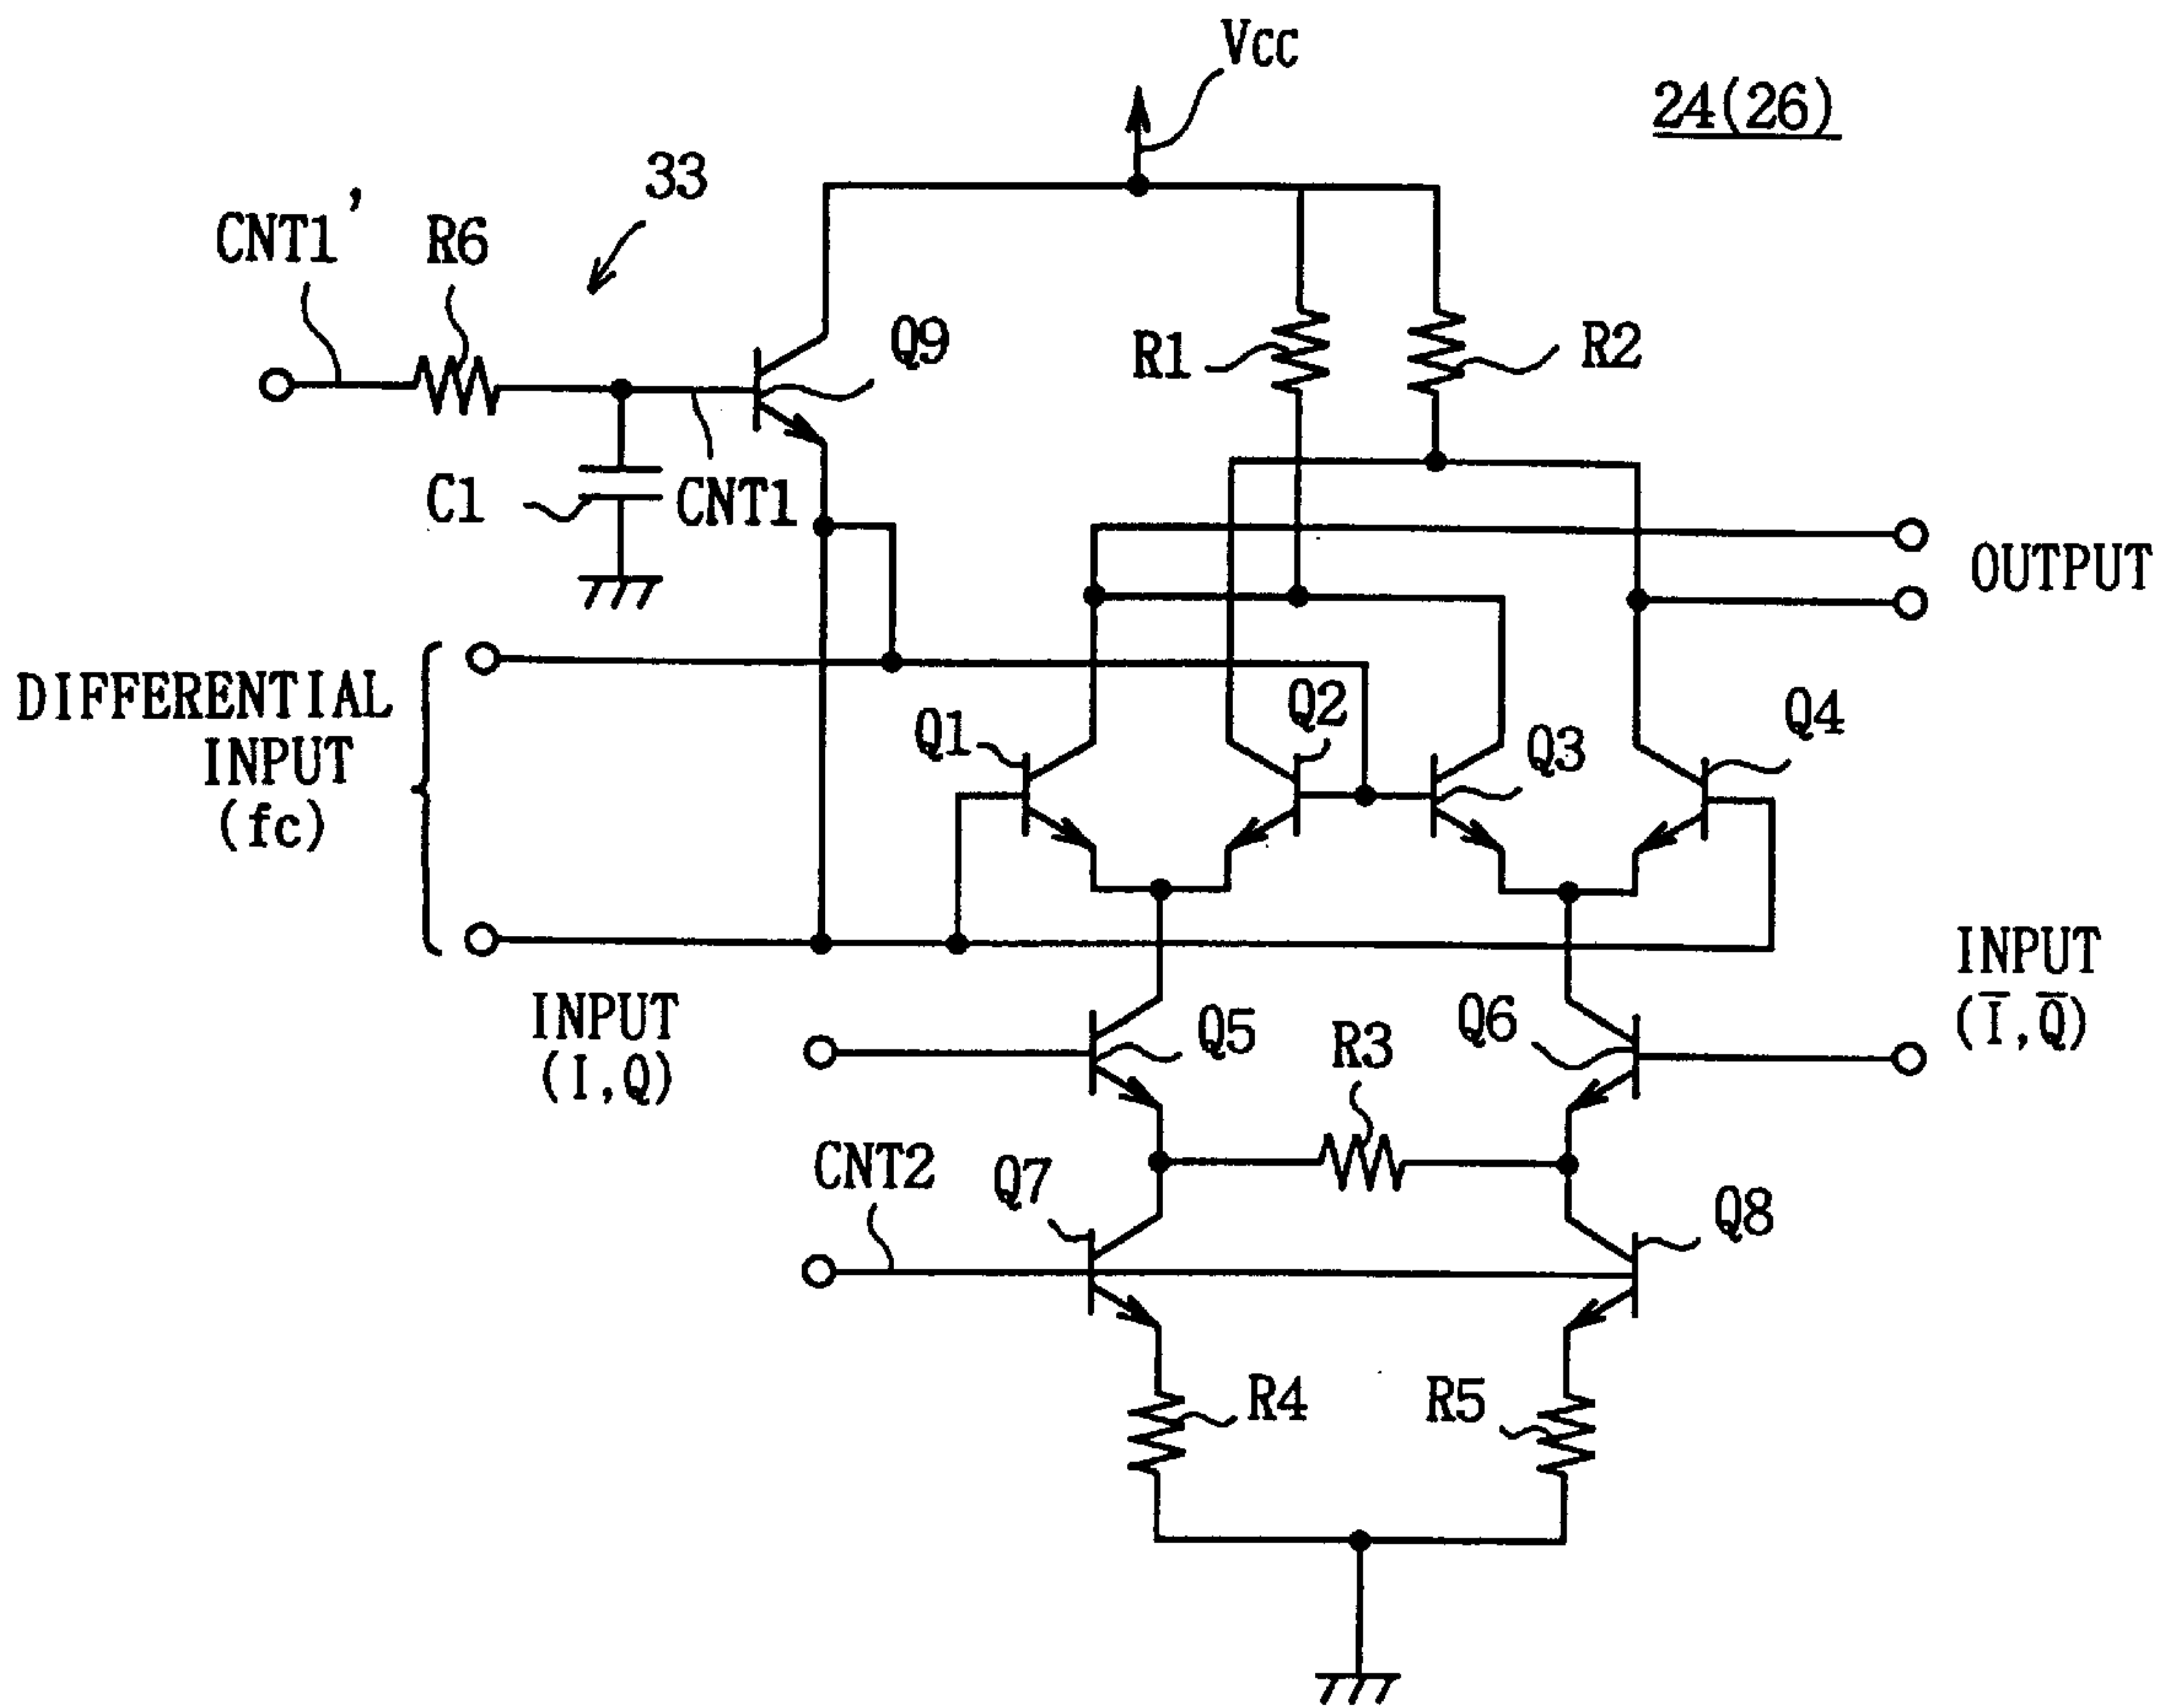 VCC
24(26)
33
CNT1'
R6
Q9
R1
R2
C1
CNT1
OUTPUT
DIFFERENTIAL
INPUT
(fc)
Q1
Q2
Q3
Q4
INPUT
(I,Q)
Q5
R3
Q6
INPUT
(I̅,Q̅)
CNT2
Q7
Q8
R4
R5